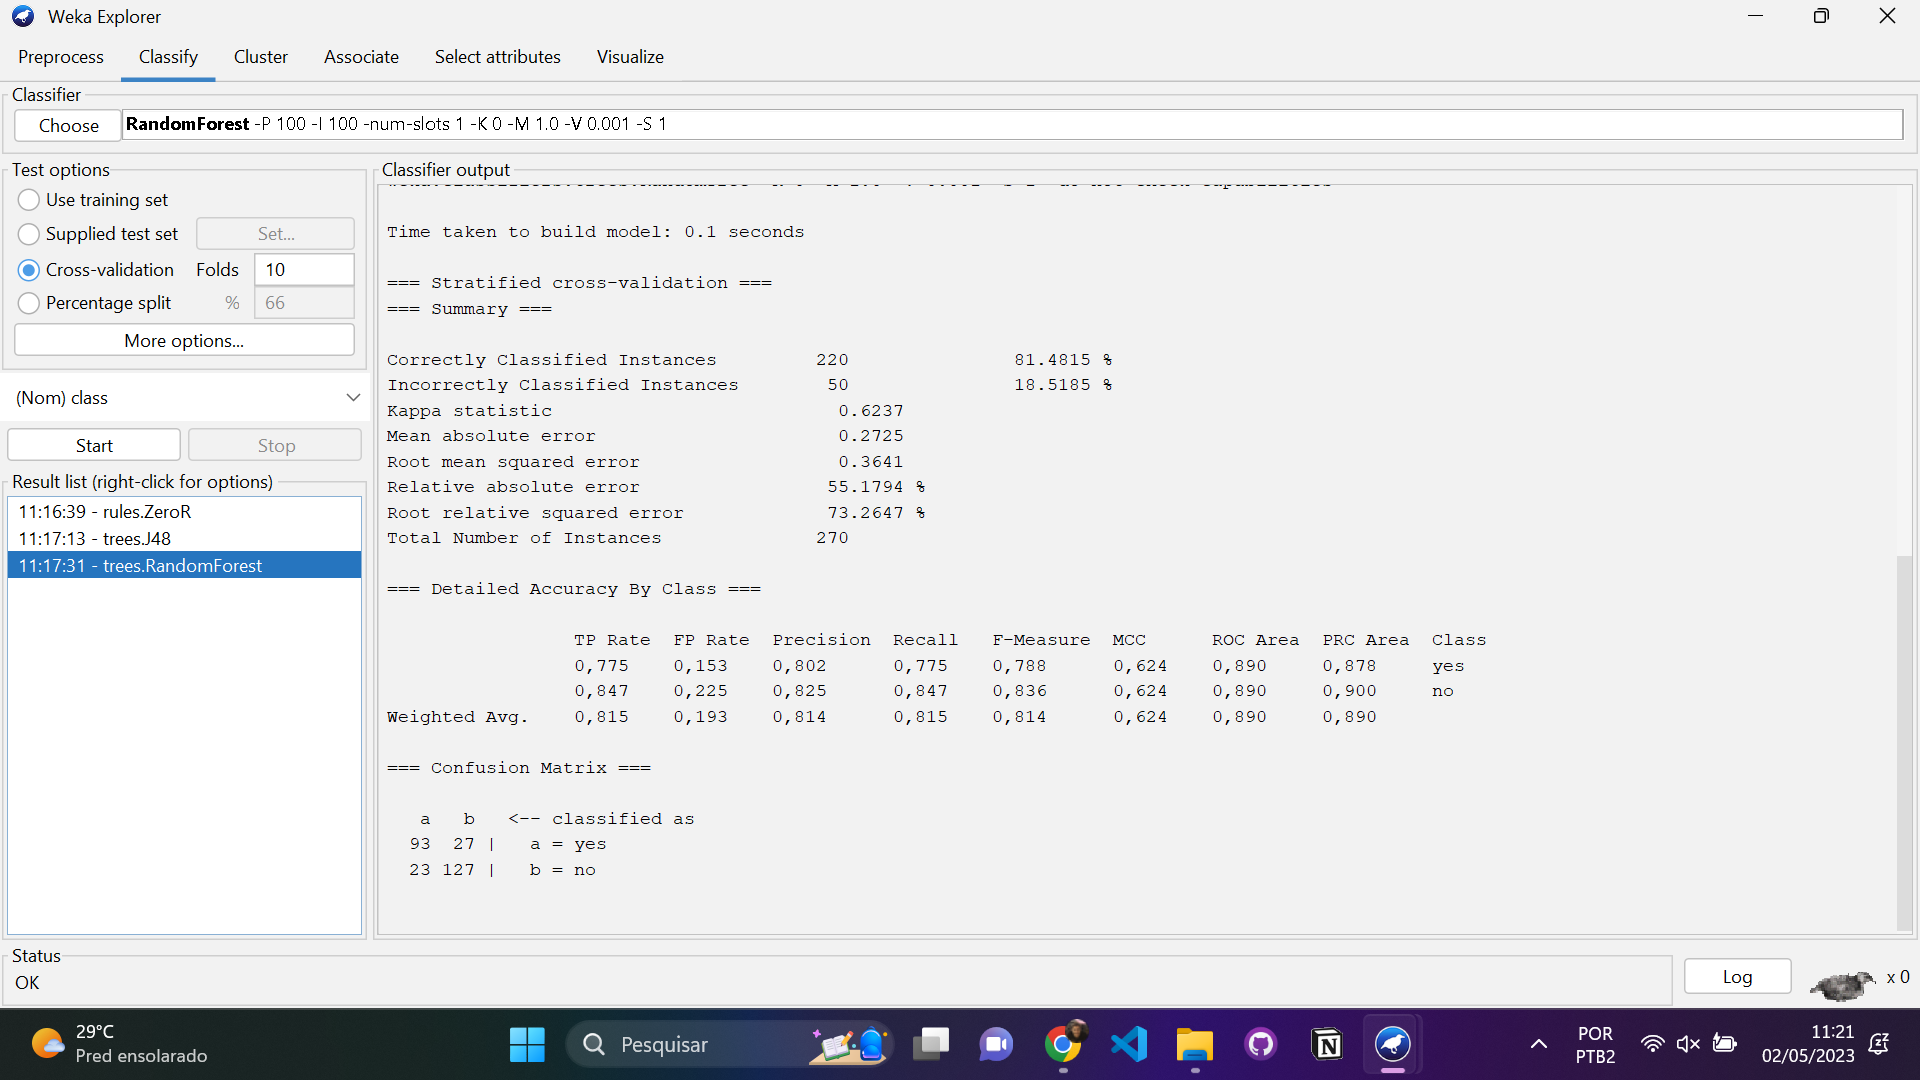 Weka Explorer
Preprocess Classify Cluster Associate Select attributes Visualize
Classifier
Choose RandomForest -P 100 -I 100 -num-slots 1 -K 0 -M 1.0 -V 0.001 -S 1
Test options
Use training set
Supplied test set Set...
Cross-validation Folds 10
Percentage split % 66
More options...
(Nom) class
Start Stop
Result list (right-click for options)
11:16:39 - rules.ZeroR
11:17:13 - trees.J48
11:17:31 - trees.RandomForest
Classifier output
Time taken to build model: 0.1 seconds
=== Stratified cross-validation ===
=== Summary ===
Correctly Classified Instances 220 81.4815 %
Incorrectly Classified Instances 50 18.5185 %
Kappa statistic 0.6237
Mean absolute error 0.2725
Root mean squared error 0.3641
Relative absolute error 55.1794 %
Root relative squared error 73.2647 %
Total Number of Instances 270
=== Detailed Accuracy By Class ===
TP Rate FP Rate Precision Recall F-Measure MCC ROC Area PRC Area Class
0,775 0,153 0,802 0,775 0,788 0,624 0,890 0,878 yes
0,847 0,225 0,825 0,847 0,836 0,624 0,890 0,900 no
Weighted Avg. 0,815 0,193 0,814 0,815 0,814 0,624 0,890 0,890
=== Confusion Matrix ===
a b <-- classified as
93 27 | a = yes
23 127 | b = no
Status
OK
Log x 0
29°C
Pred ensolarado
Pesquisar
POR
PTB2
11:21
02/05/2023